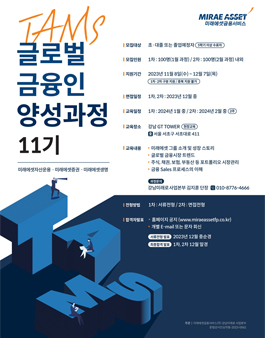 TAMs
글로벌
금융인
양성과정
11기
미래에셋자산운용 · 미래에셋증권 · 미래에셋생명
MIRAE ASSET
미래에셋금융서비스
모집대상 초·대졸 또는 졸업예정자
모집인원 1차 : 100명(1월 과정) / 2차 : 100명(2월 과정) 내외
지원기간 2023년 11월 8일(수) ~ 12월 7일(목)
면접일정 1차, 2차 : 2023년 12월 중
교육일정 1차 : 2024년 1월 중 / 2차 : 2024년 2월 중
교육장소 강남 GT TOWER
서울 서초구 서초대로 411
교육내용 · 미래에셋 그룹 소개 및 성장 스토리
· 글로벌 금융시장 트렌드
· 주식, 채권, 보험, 부동산 등 포트폴리오 시장관리
· 금융 Sales 프로세스의 이해
강남미래로사업본부 김지훈 단장 010-8776-4666
전형방법 1차 : 서류전형 / 2차 : 면접전형
합격자발표 · 홈페이지 공지 (www.miraeassetfp.co.kr)
· 개별 E-mail 또는 문자 회신
2023년 12월 중순경
1차, 2차 12월 말경
TAMS